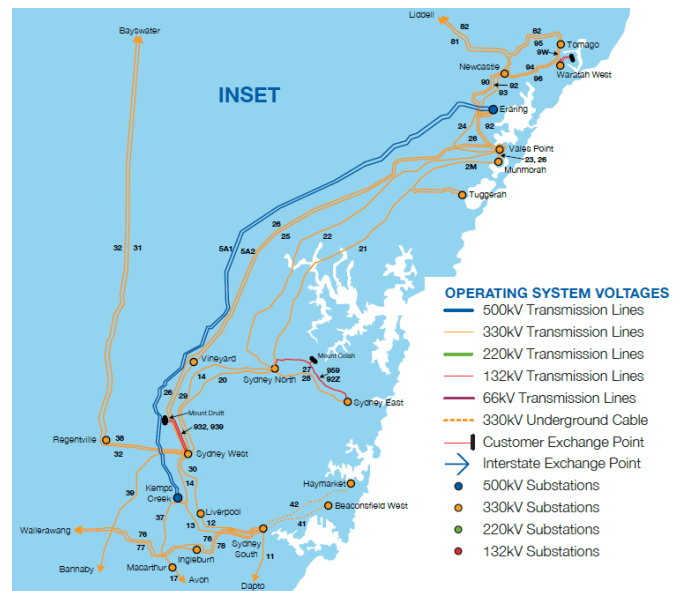 Liddell
82
81
82
95
Tomago
9W
Bayswater
Newcastle
94
96
Waratah West
INSET
90
92
93
Eraring
24
92
26
Vales Point
23, 26
2M
Munmorah
Tuggerah
26
25
22
21
32
31
5A1
5A2
OPERATING SYSTEM VOLTAGES
500kV Transmission Lines
330kV Transmission Lines
220kV Transmission Lines
132kV Transmission Lines
66kV Transmission Lines
330kV Underground Cable
Customer Exchange Point
Interstate Exchange Point
500kV Substations
330kV Substations
220kV Substations
132kV Substations
Vineyard
Mount Colah
14
20
Sydney North
27
959
28
92Z
26
29
Sydney East
Mount Druitt
932, 939
Regentville
38
32
Sydney West
30
14
39
Kemps
Creek
Haymarket
42
Beaconsfield West
41
37
Liverpool
13
12
Wallerawang
76
77
76
78
Sydney
South
Ingleburn
11
Bannaby
Macarthur
17
Avon
Dapto